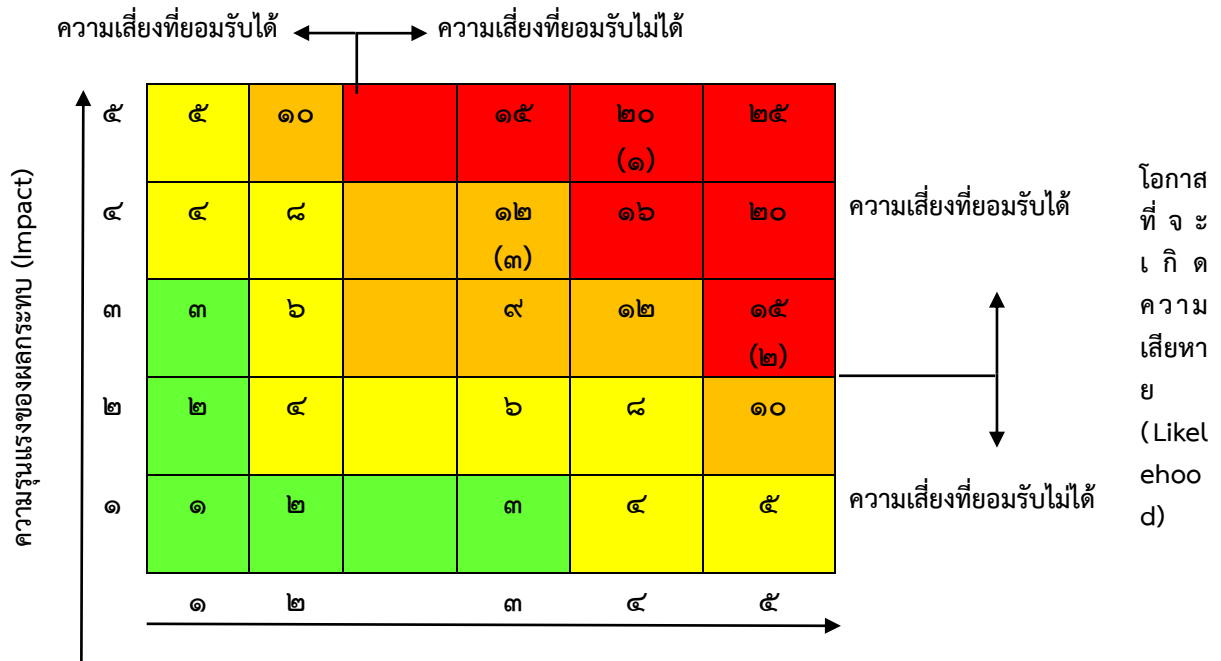 ความเสี่ยงที่ยอมรับได้ ความเสี่ยงที่ยอมรับไม่ได้
ความรุนแรงของผลกระทบ (Impact)
๕ ๕ ๑๐ ๑๕ ๒๐ ๒๕
(๑)
๔ ๔ ๘ ๑๒ ๑๖ ๒๐
(๓)
๓ ๓ ๖ ๙ ๑๒ ๑๕
(๒)
๒ ๒ ๔ ๖ ๘ ๑๐
๑ ๑ ๒ ๓ ๔ ๕
๑ ๒ ๓ ๔ ๕
ความเสี่ยงที่ยอมรับได้
ความเสี่ยงที่ยอมรับไม่ได้
โอกาส
ที่ จ ะ
เ กิ ด
ความ
เสียหา
ย
(Likel
ehoo
d)